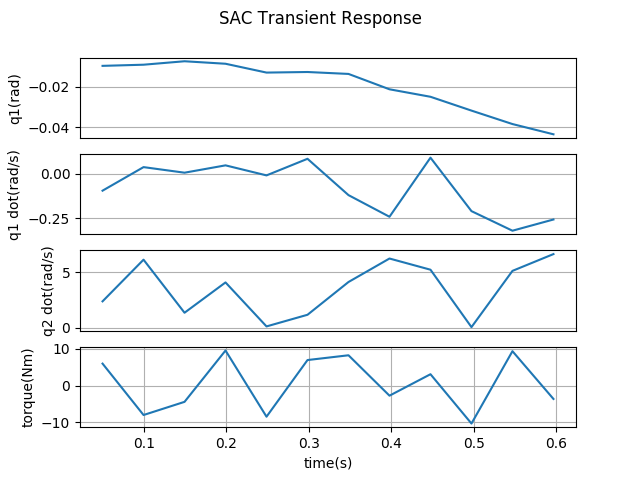 SAC Transient Response
q1(rad)
−0.02
−0.04
q1 dot(rad/s)
0.00
−0.25
q2 dot(rad/s)
5
0
torque(Nm)
10
0
−10
0.1 0.2 0.3 0.4 0.5 0.6
time(s)